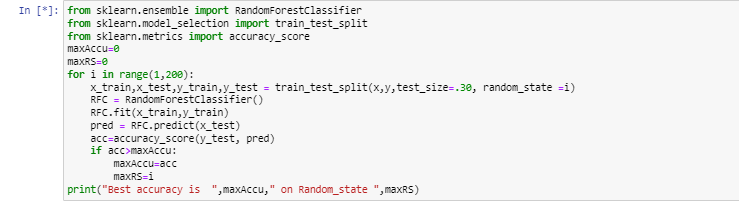 In [*]: from sklearn.ensemble import RandomForestClassifier
from sklearn.model_selection import train_test_split
from sklearn.metrics import accuracy_score
maxAccu=0
maxRS=0
for i in range(1,200):
    x_train,x_test,y_train,y_test = train_test_split(x,y,test_size=.30, random_state =i)
    RFC = RandomForestClassifier()
    RFC.fit(x_train,y_train)
    pred = RFC.predict(x_test)
    acc=accuracy_score(y_test, pred)
    if acc>maxAccu:
        maxAccu=acc
        maxRS=i
print("Best accuracy is  ",maxAccu," on Random_state ",maxRS)